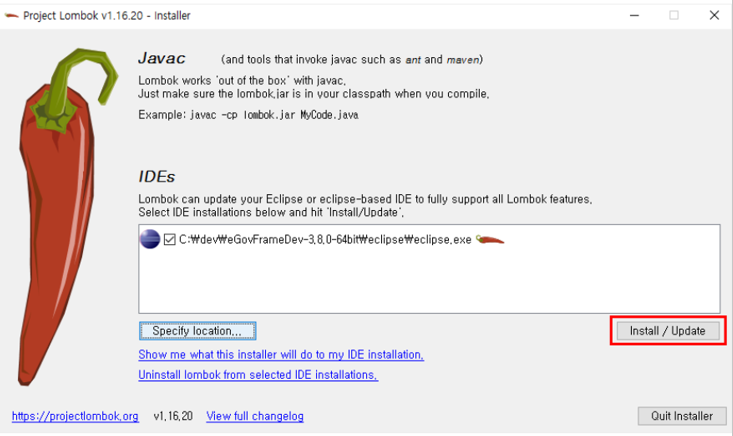 Project Lombok v1.16.20 - Installer
Javac (and tools that invoke javac such as ant and maven)
Lombok works 'out of the box' with javac.
Just make sure the lombok.jar is in your classpath when you compile.
Example: javac -cp lombok.jar MyCode.java
IDEs
Lombok can update your Eclipse or eclipse-based IDE to fully support all Lombok features.
Select IDE installations below and hit 'Install/Update'.
C:₩dev₩eGovFrameDev-3.8.0-64bit₩eclipse₩eclipse.exe
Specify location... Install / Update
Show me what this installer will do to my IDE installation.
Uninstall lombok from selected IDE installations.
https://projectlombok.org v1.16.20 View full changelog Quit Installer